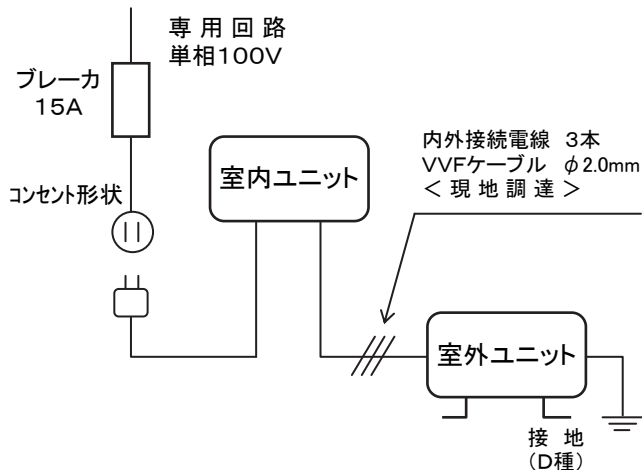 専用回路
単相100V
ブレーカ
15A
コンセント形状
室内ユニット
内外接続電線 3本
VVFケーブル φ2.0mm
<現地調達>
室外ユニット
接地
(D種)